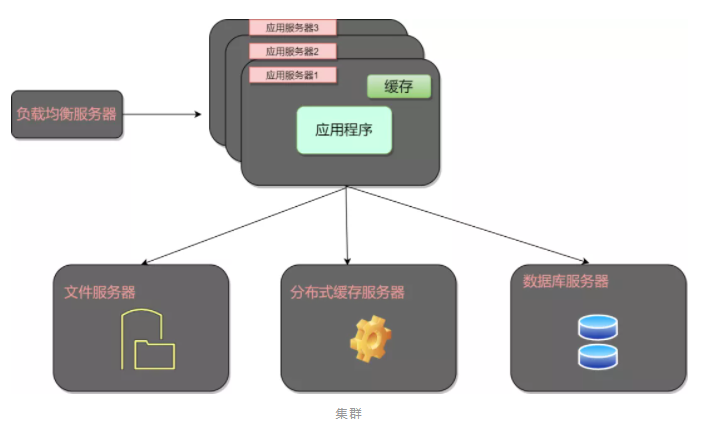 应用服务器3
应用服务器2
应用服务器1
缓存
负载均衡服务器
应用程序
文件服务器
分布式缓存服务器
数据库服务器
集群